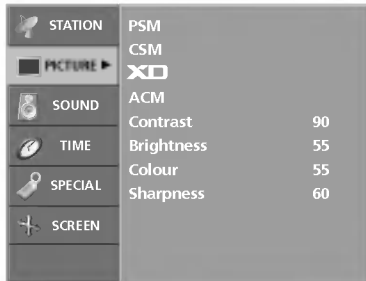 STATION
PICTURE ►
SOUND
TIME
SPECIAL
SCREEN
PSM
CSM
XD
ACM
Contrast 90
Brightness 55
Colour 55
Sharpness 60